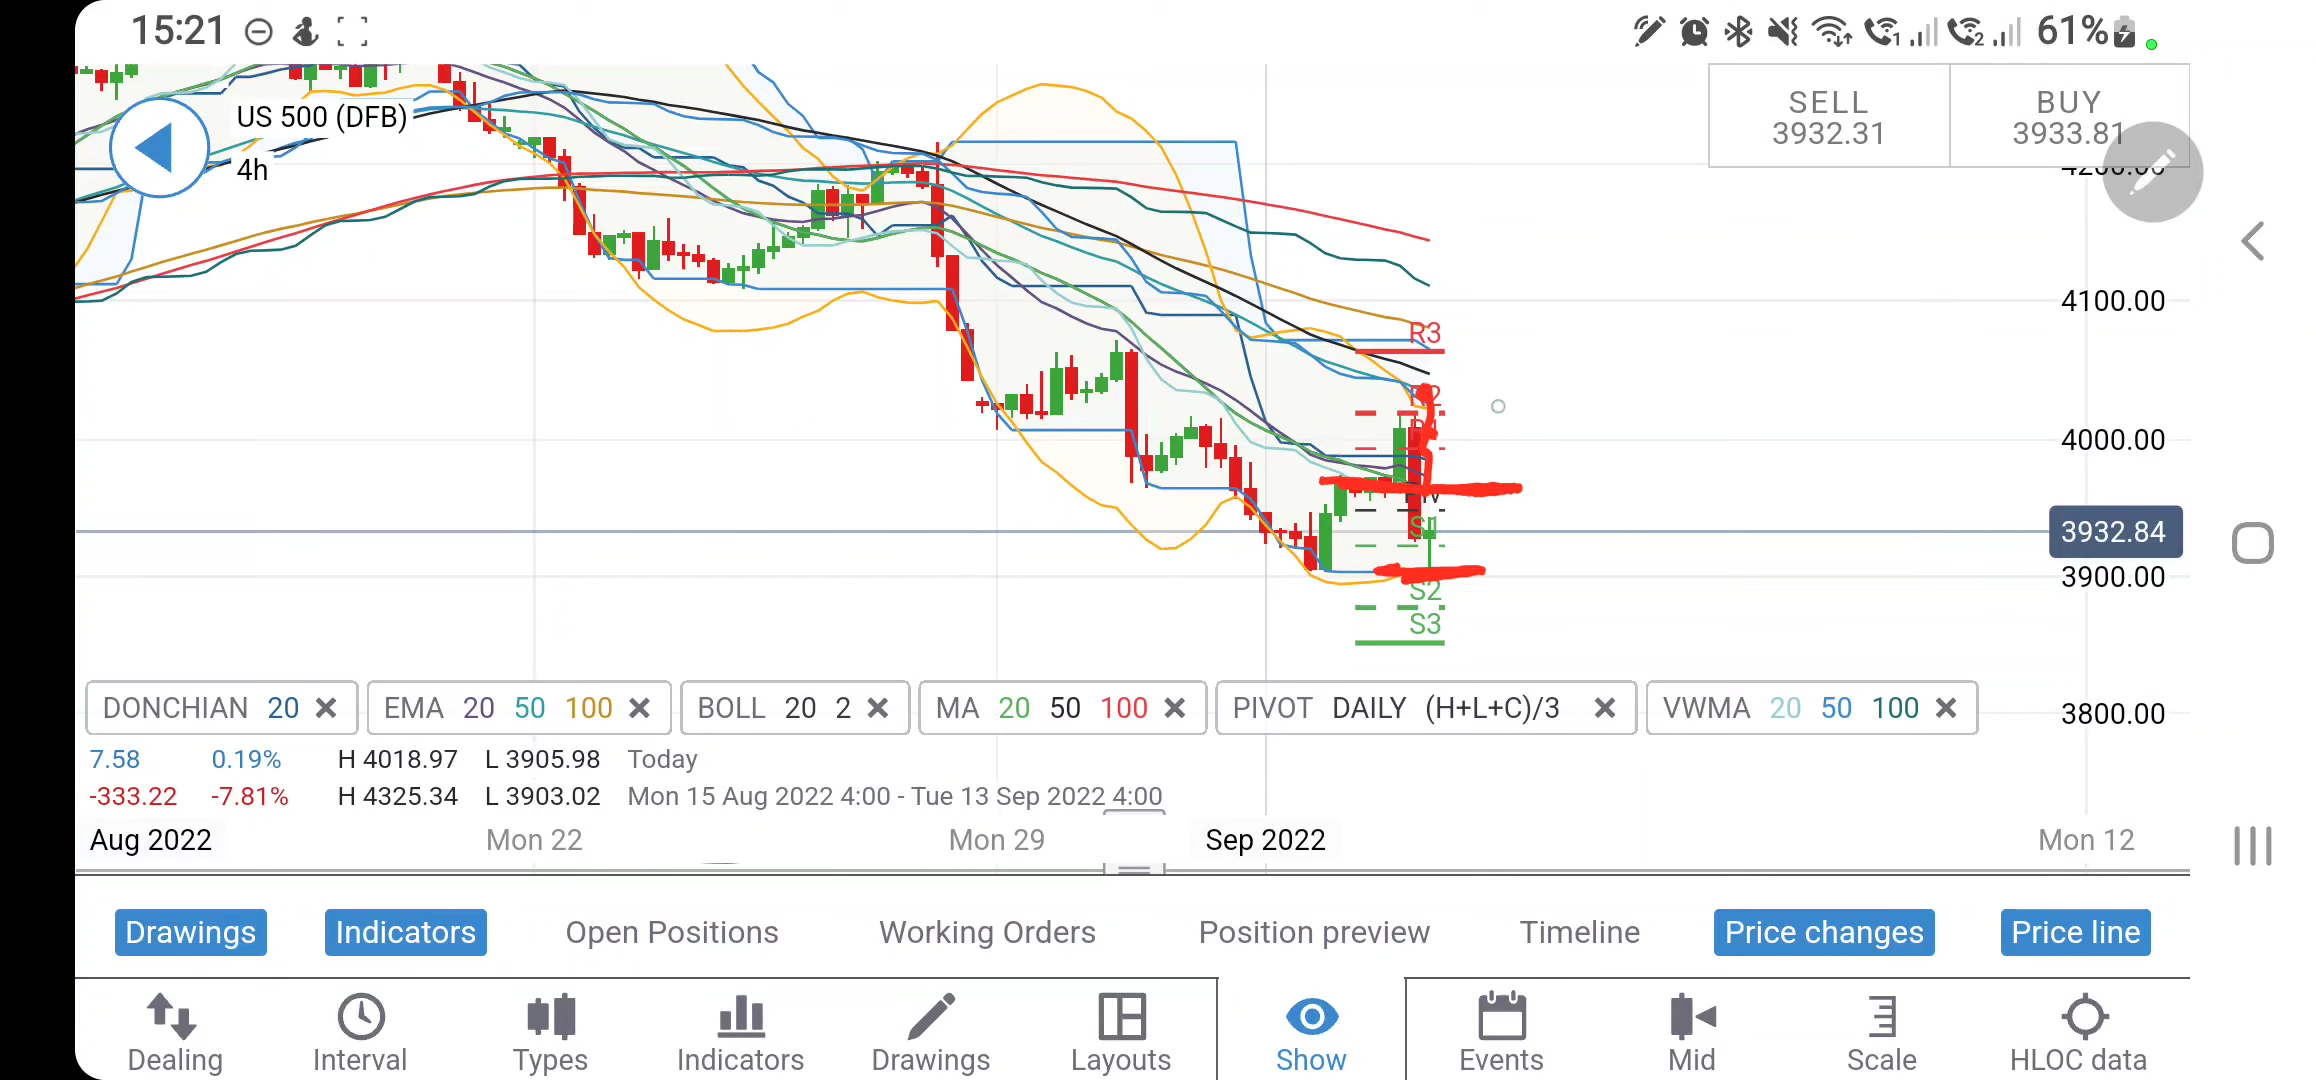 15:21
61%
SELL
3932.31
BUY
3933.81
US 500 (DFB)
4h
4200.00
4100.00
R3
R2
R1
4000.00
S1
3932.84
3900.00
S2
S3
3800.00
DONCHIAN 20
EMA 20 50 100
BOLL 20 2
MA 20 50 100
PIVOT DAILY (H+L+C)/3
VWMA 20 50 100
7.58 0.19% H 4018.97 L 3905.98 Today
-333.22 -7.81% H 4325.34 L 3903.02 Mon 15 Aug 2022 4:00 - Tue 13 Sep 2022 4:00
Aug 2022 Mon 22 Mon 29 Sep 2022 Mon 12
Drawings Indicators Open Positions Working Orders Position preview Timeline Price changes Price line
Dealing Interval Types Indicators Drawings Layouts Show Events Mid Scale HLOC data